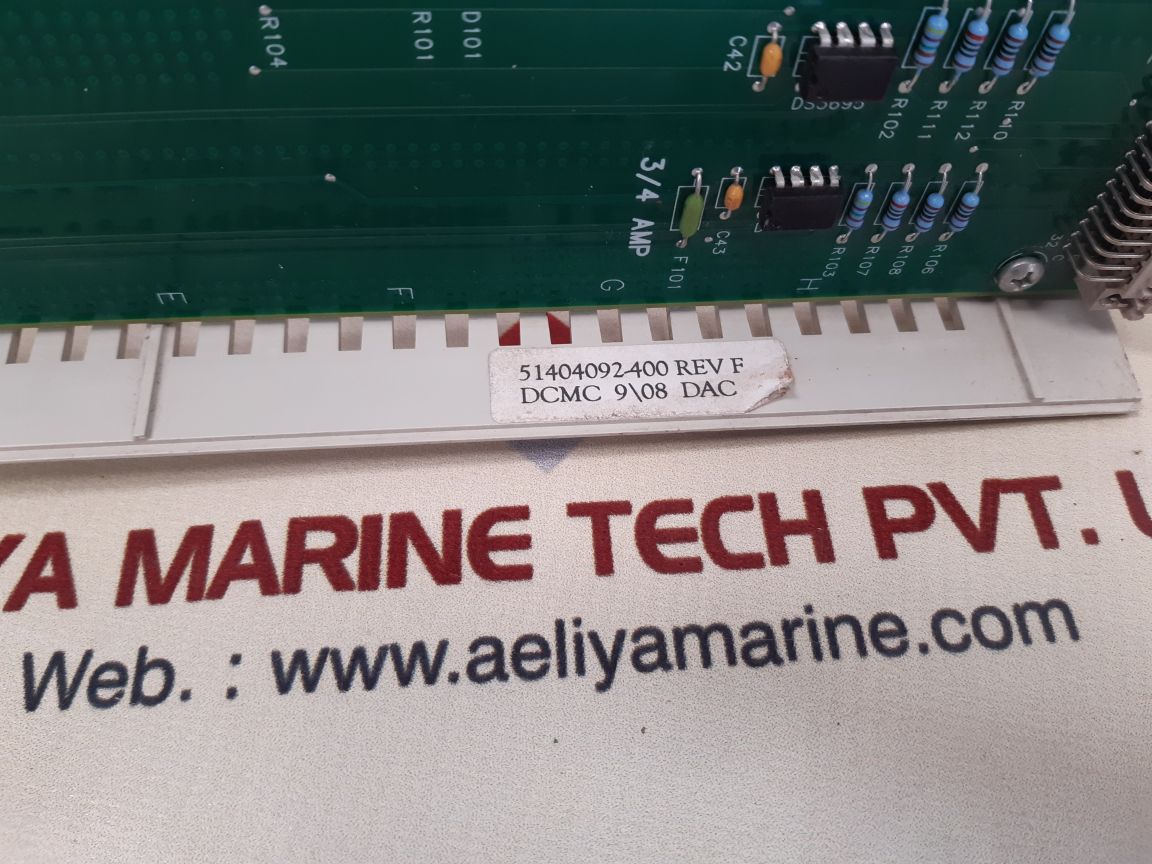 R104
R101
D101
C42
DS3695
R102
R111
R112
R110
3/4 AMP
F101
C43
R103
R107
R108
R106
32
C
E
F
G
H
51404092-400 REV F
DCMC 9\08 DAC
YA MARINE TECH PVT.
Web. : www.aeliyamarine.com